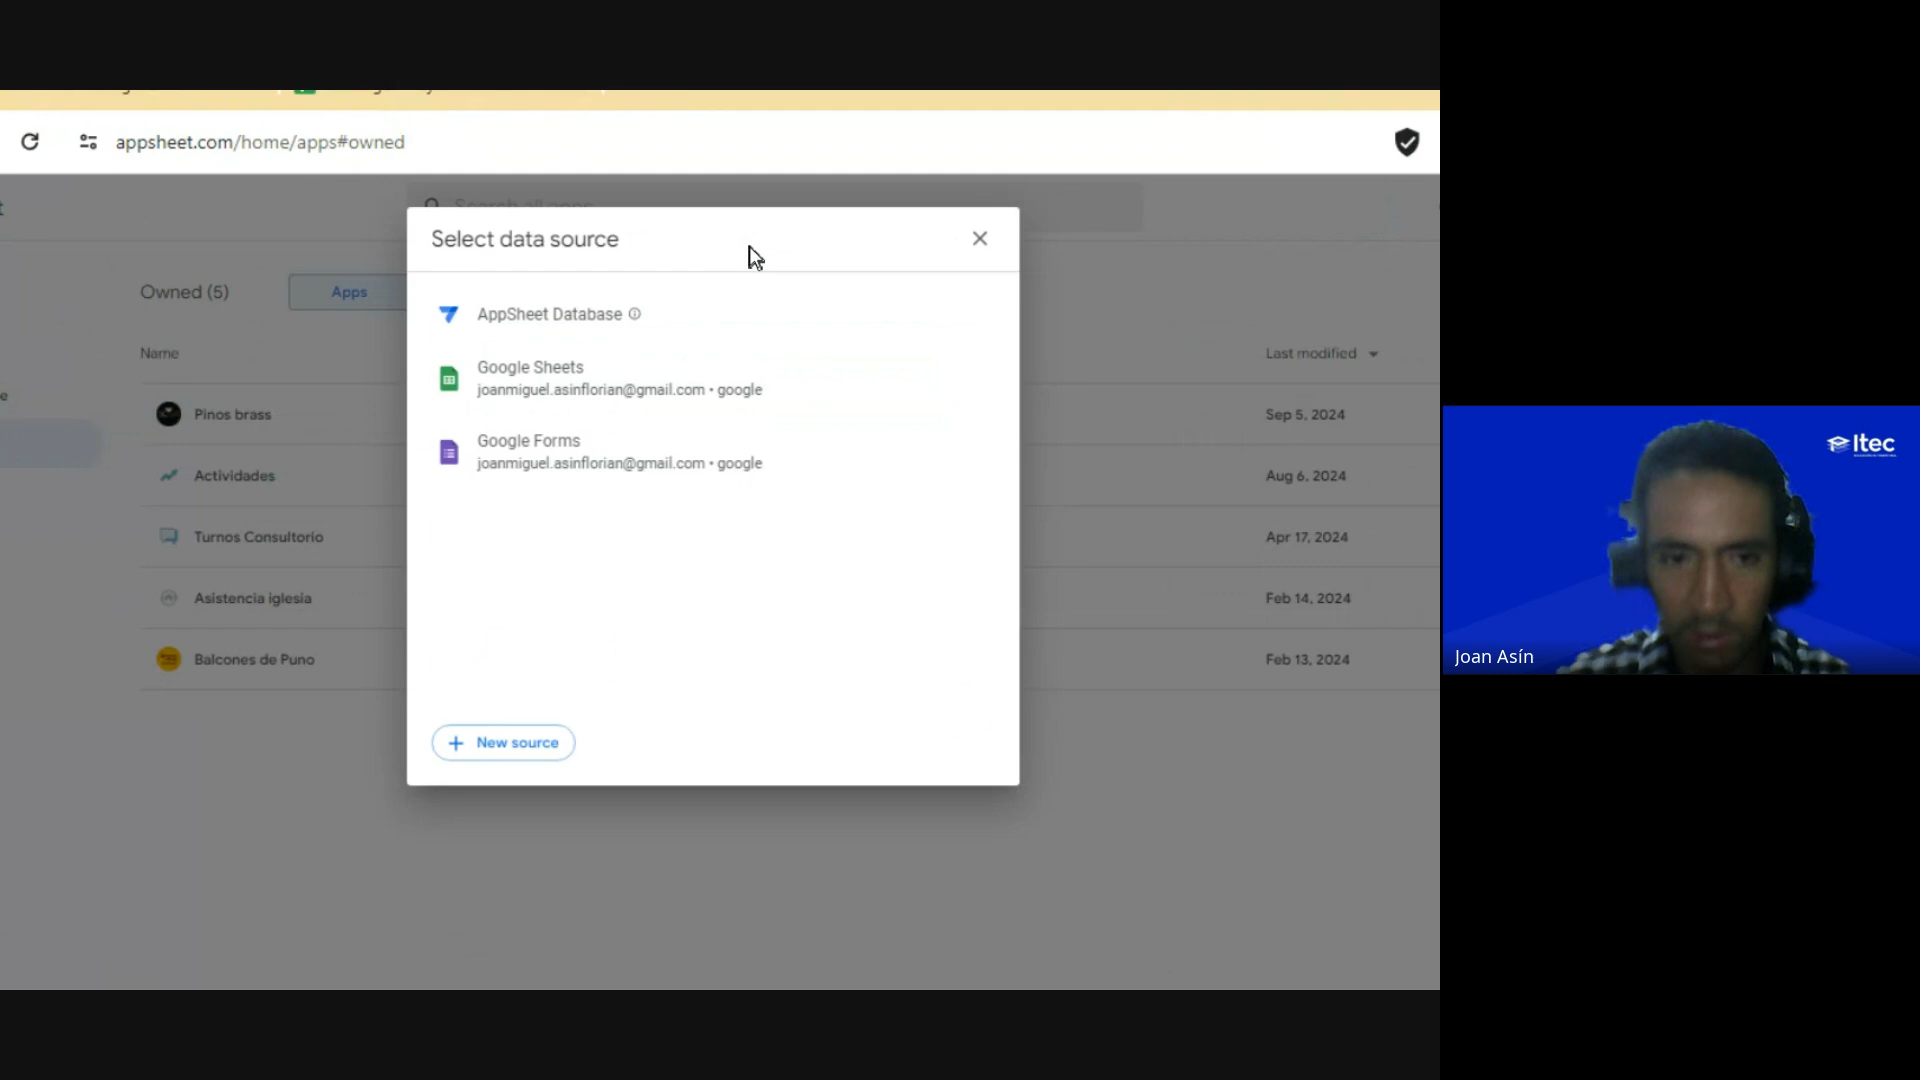 appsheet.com/home/apps#owned
Search all apps
Select data source
Owned (5)
Apps
AppSheet Database
Name
Last modified
Google Sheets
joanmiguel.asinflorian@gmail.com • google
Pinos brass
Sep 5, 2024
Google Forms
joanmiguel.asinflorian@gmail.com • google
Actividades
Aug 6, 2024
Turnos Consultorio
Apr 17, 2024
Asistencia iglesia
Feb 14, 2024
Balcones de Puno
Feb 13, 2024
New source
Itec
Joan Asín